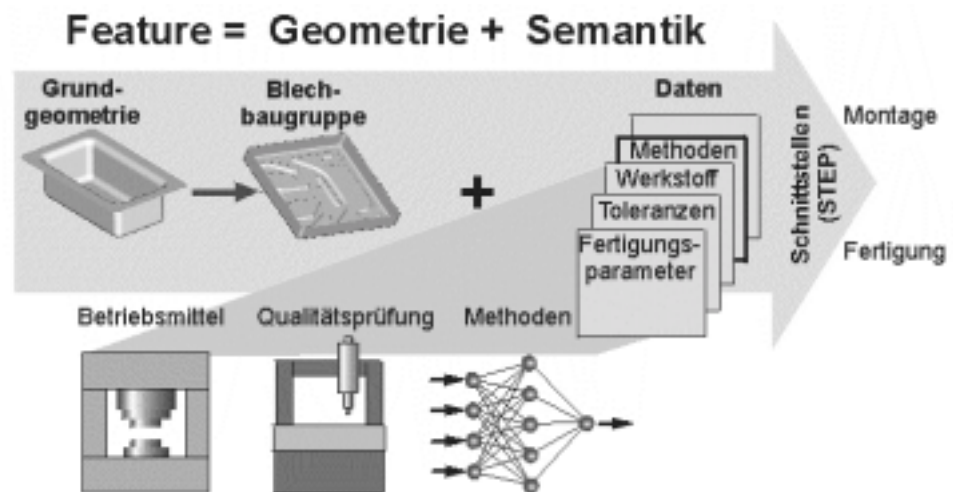 Feature = Geometrie + Semantik
Grund-
geometrie
Blech-
baugruppe
+
Daten
Methoden
Werkstoff
Toleranzen
Fertigungs-
parameter
Schnittstellen
(STEP)
Montage
Fertigung
Betriebsmittel
Qualitätsprüfung
Methoden